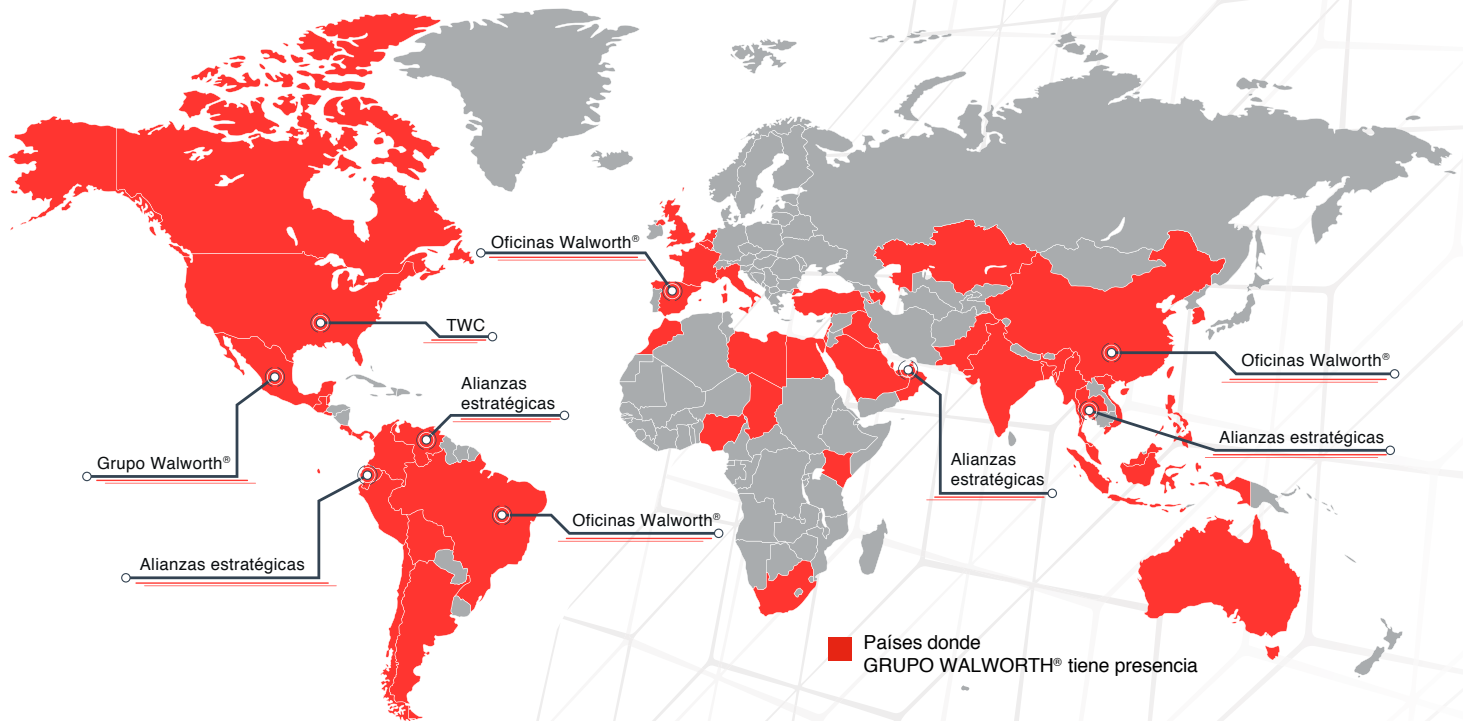 Oficinas Walworth®
TWC
Oficinas Walworth®
Alianzas
estratégicas
Alianzas estratégicas
Grupo Walworth®
Alianzas
estratégicas
Oficinas Walworth®
Alianzas estratégicas
Países donde
GRUPO WALWORTH® tiene presencia